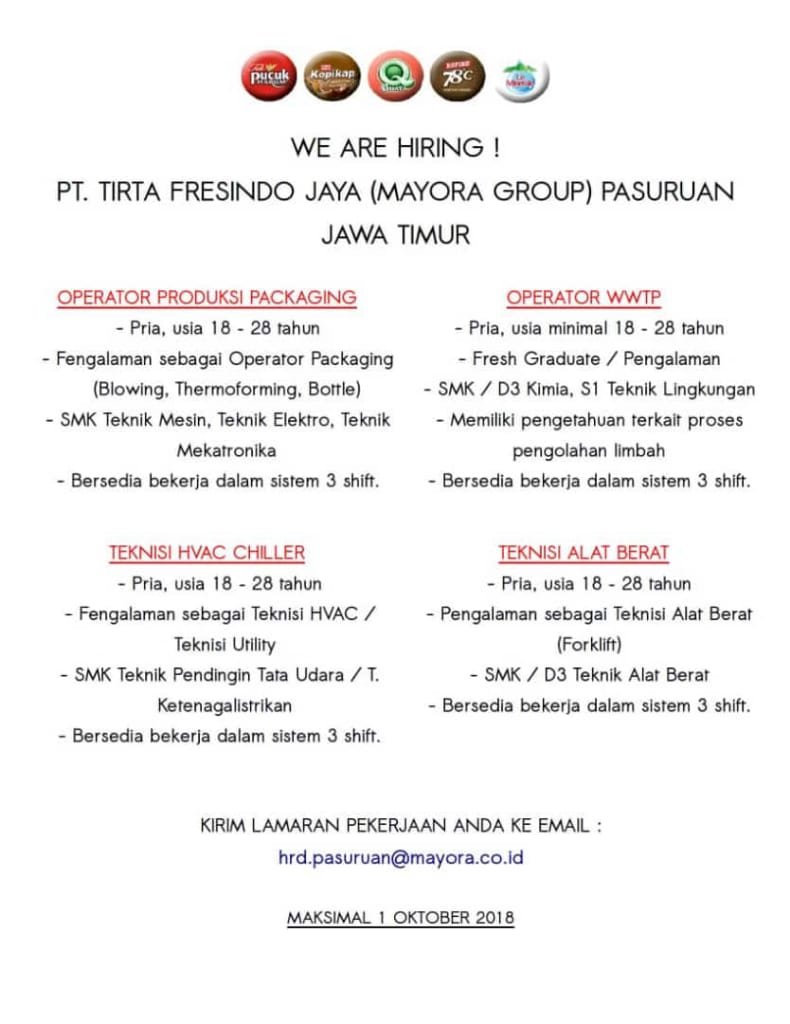 pucuk
HARUM
Kopikap
Q
GUAVA
KOPIKO
78°C
Le
Minerale
WE ARE HIRING !
PT. TIRTA FRESINDO JAYA (MAYORA GROUP) PASURUAN
JAWA TIMUR
OPERATOR PRODUKSI PACKAGING
- Pria, usia 18 - 28 tahun
- Fengalaman sebagai Operator Packaging
(Blowing, Thermoforming, Bottle)
- SMK Teknik Mesin, Teknik Elektro, Teknik
Mekatronika
- Bersedia bekerja dalam sistem 3 shift.
OPERATOR WWTP
- Pria, usia minimal 18 - 28 tahun
- Fresh Graduate / Pengalaman
- SMK / D3 Kimia, S1 Teknik Lingkungan
- Memiliki pengetahuan terkait proses
pengolahan limbah
- Bersedia bekerja dalam sistem 3 shift.
TEKNISI HVAC CHILLER
- Pria, usia 18 - 28 tahun
- Fengalaman sebagai Teknisi HVAC /
Teknisi Utility
- SMK Teknik Pendingin Tata Udara / T.
Ketenagalistrikan
- Bersedia bekerja dalam sistem 3 shift.
TEKNISI ALAT BERAT
- Pria, usia 18 - 28 tahun
- Pengalaman sebagai Teknisi Alat Berat
(Forklift)
- SMK / D3 Teknik Alat Berat
- Bersedia bekerja dalam sistem 3 shift.
KIRIM LAMARAN PEKERJAAN ANDA KE EMAIL :
hrd.pasuruan@mayora.co.id
MAKSIMAL 1 OKTOBER 2018